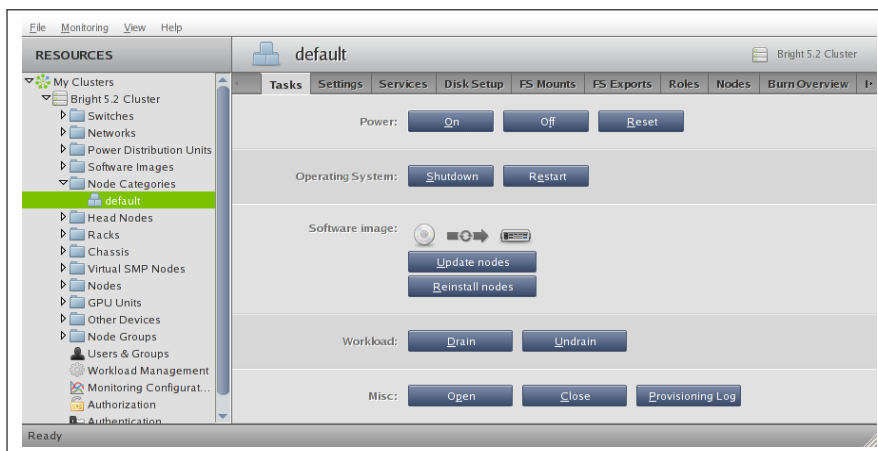 File Monitoring View Help
RESOURCES
default
Bright 5.2 Cluster
My Clusters
Bright 5.2 Cluster
Switches
Networks
Power Distribution Units
Software Images
Node Categories
default
Head Nodes
Racks
Chassis
Virtual SMP Nodes
Nodes
GPU Units
Other Devices
Node Groups
Users & Groups
Workload Management
Monitoring Configurat...
Authorization
Authentication
Tasks Settings Services Disk Setup FS Mounts FS Exports Roles Nodes Burn Overview
Power: On Off Reset
Operating System: Shutdown Restart
Software image:
Update nodes
Reinstall nodes
Workload: Drain Undrain
Misc: Open Close Provisioning Log
Ready